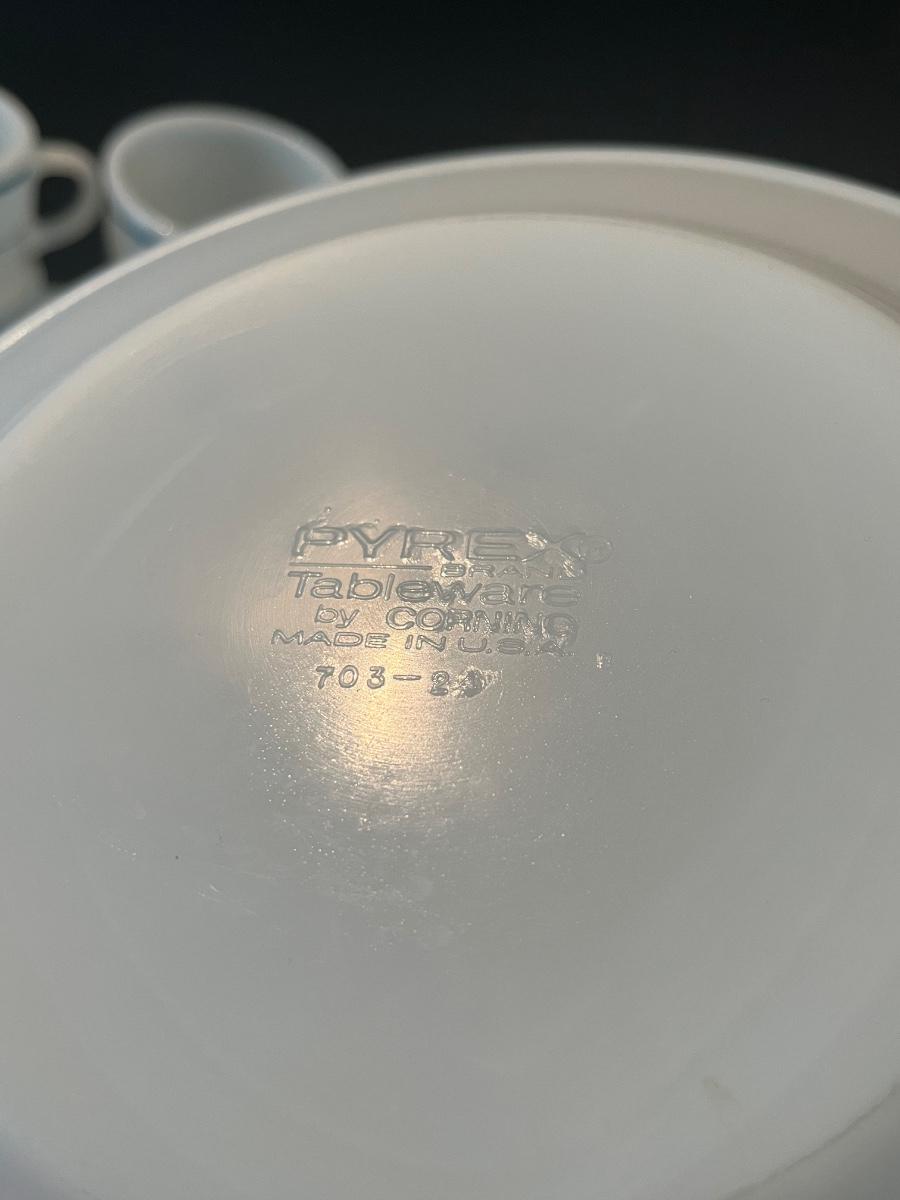 PYREX®
BRAND
Tableware
by CORNING
MADE IN U.S.A.